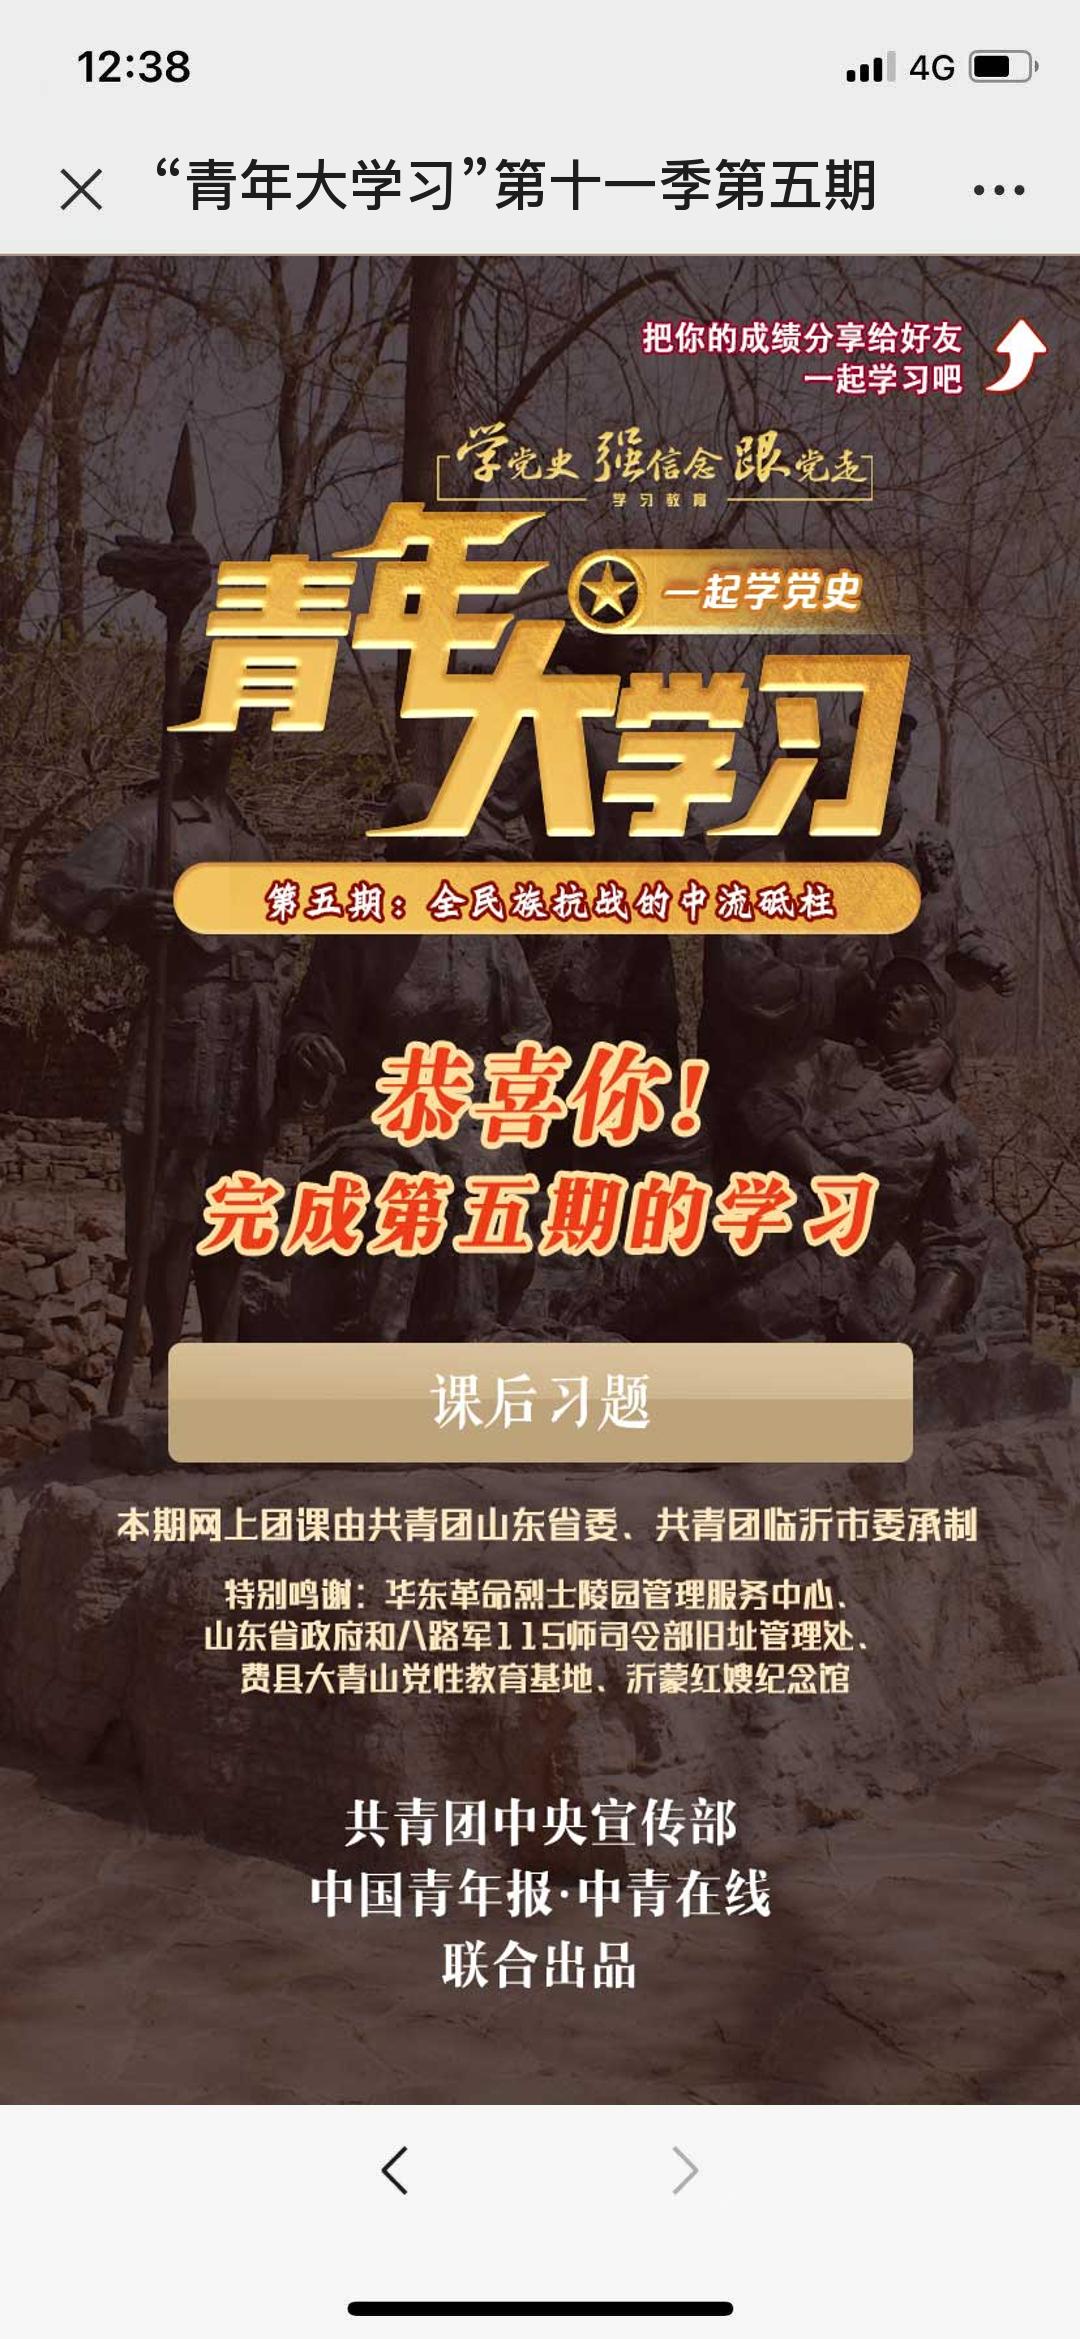 12:38
4G
“青年大学习”第十一季第五期
把你的成绩分享给好友
一起学习吧
学党史 强信念 跟党走
学习教育
青年大学习
一起学党史
第五期：全民族抗战的中流砥柱
恭喜你！
完成第五期的学习
课后习题
本期网上团课由共青团山东省委、共青团临沂市委承制
特别鸣谢：华东革命烈士陵园管理服务中心、
山东省政府和八路军115师司令部旧址管理处、
费县大青山党性教育基地、沂蒙红嫂纪念馆
共青团中央宣传部
中国青年报·中青在线
联合出品